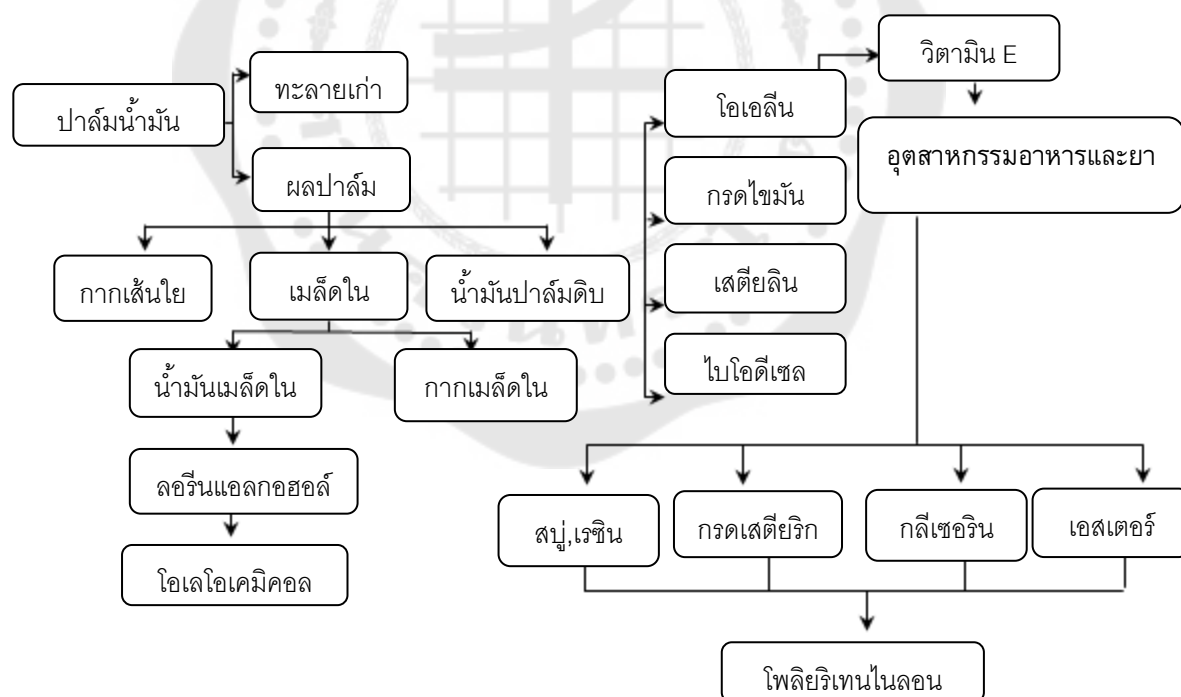 ปาล์มน้ำมัน
ทะลายเก่า
ผลปาล์ม
กากเส้นใย
เมล็ดใน
น้ำมันปาล์มดิบ
น้ำมันเมล็ดใน
กากเมล็ดใน
ลอรีนแอลกอฮอล์
โอเลโอเคมิคอล
โอเอลีน
กรดไขมัน
เสตียลิน
ไบโอดีเซล
วิตามิน E
อุตสาหกรรมอาหารและยา
สบู่,เรซิน
กรดเสตียริก
กลีเซอริน
เอสเตอร์
โพลิยริเทนไนลอน